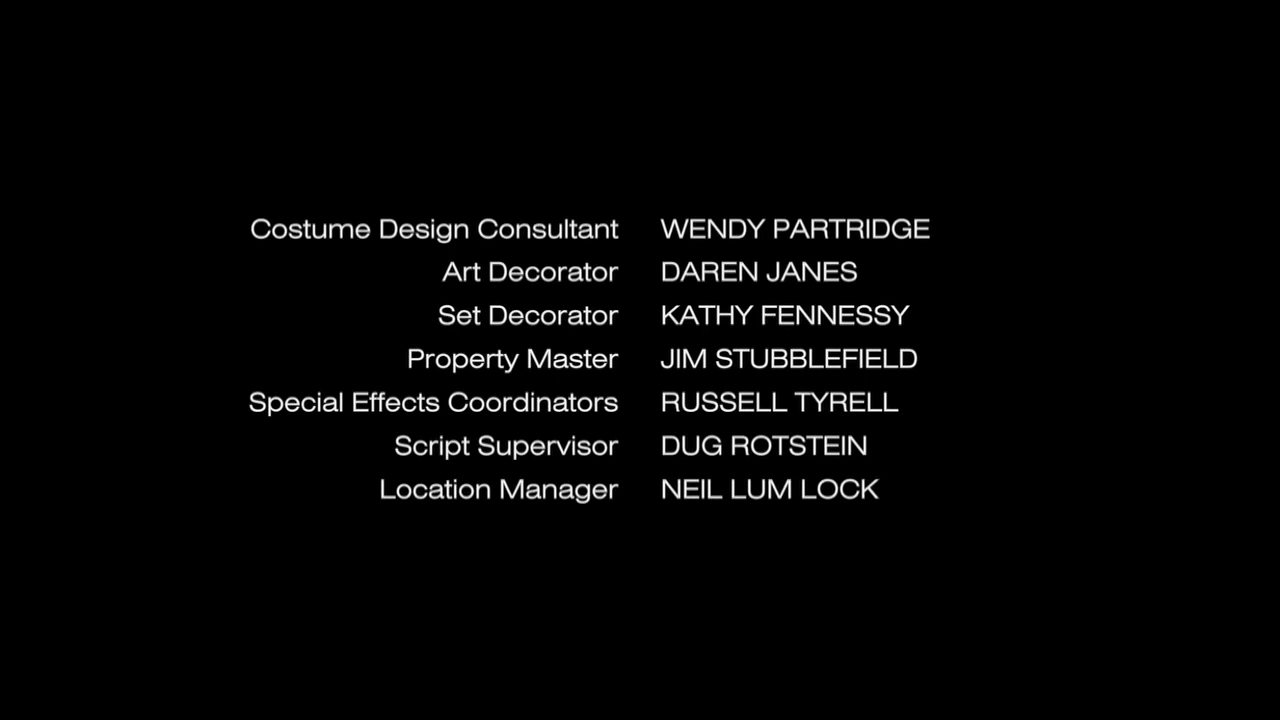 Costume Design Consultant WENDY PARTRIDGE
Art Decorator DAREN JANES
Set Decorator KATHY FENNESSY
Property Master JIM STUBBLEFIELD
Special Effects Coordinators RUSSELL TYRELL
Script Supervisor DUG ROTSTEIN
Location Manager NEIL LUM LOCK